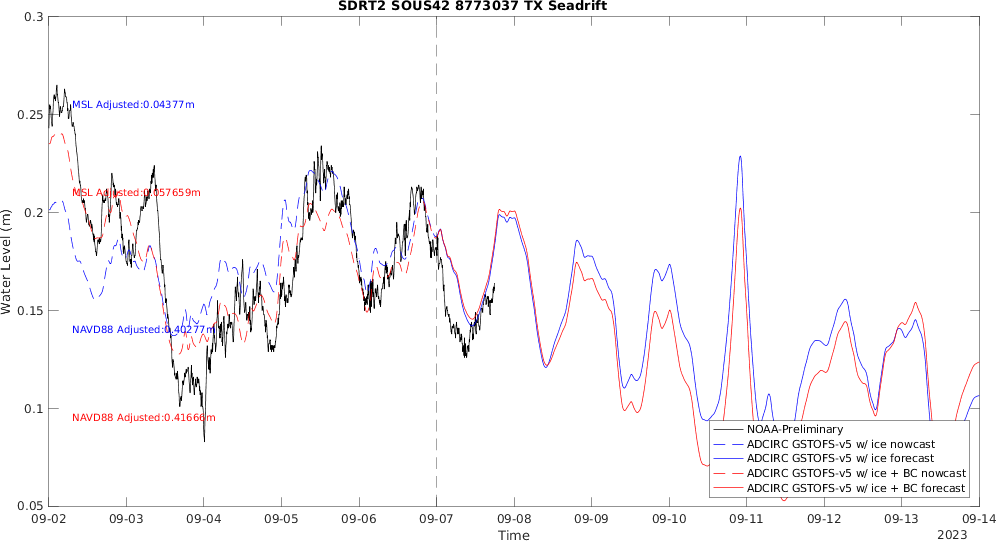 SDRT2 SOUS42 8773037 TX Seadrift
0.3
0.25
0.2
0.15
0.1
0.05
Water Level (m)
MSL Adjusted:0.04377m
MSL Adjusted:0.057659m
NAVD88 Adjusted:0.40277m
NAVD88 Adjusted:0.41666m
NOAA-Preliminary
ADCIRC GSTOFS-v5 w/ ice nowcast
ADCIRC GSTOFS-v5 w/ ice forecast
ADCIRC GSTOFS-v5 w/ ice + BC nowcast
ADCIRC GSTOFS-v5 w/ ice + BC forecast
09-02 09-03 09-04 09-05 09-06 09-07 09-08 09-09 09-10 09-11 09-12 09-13 09-14
Time
2023